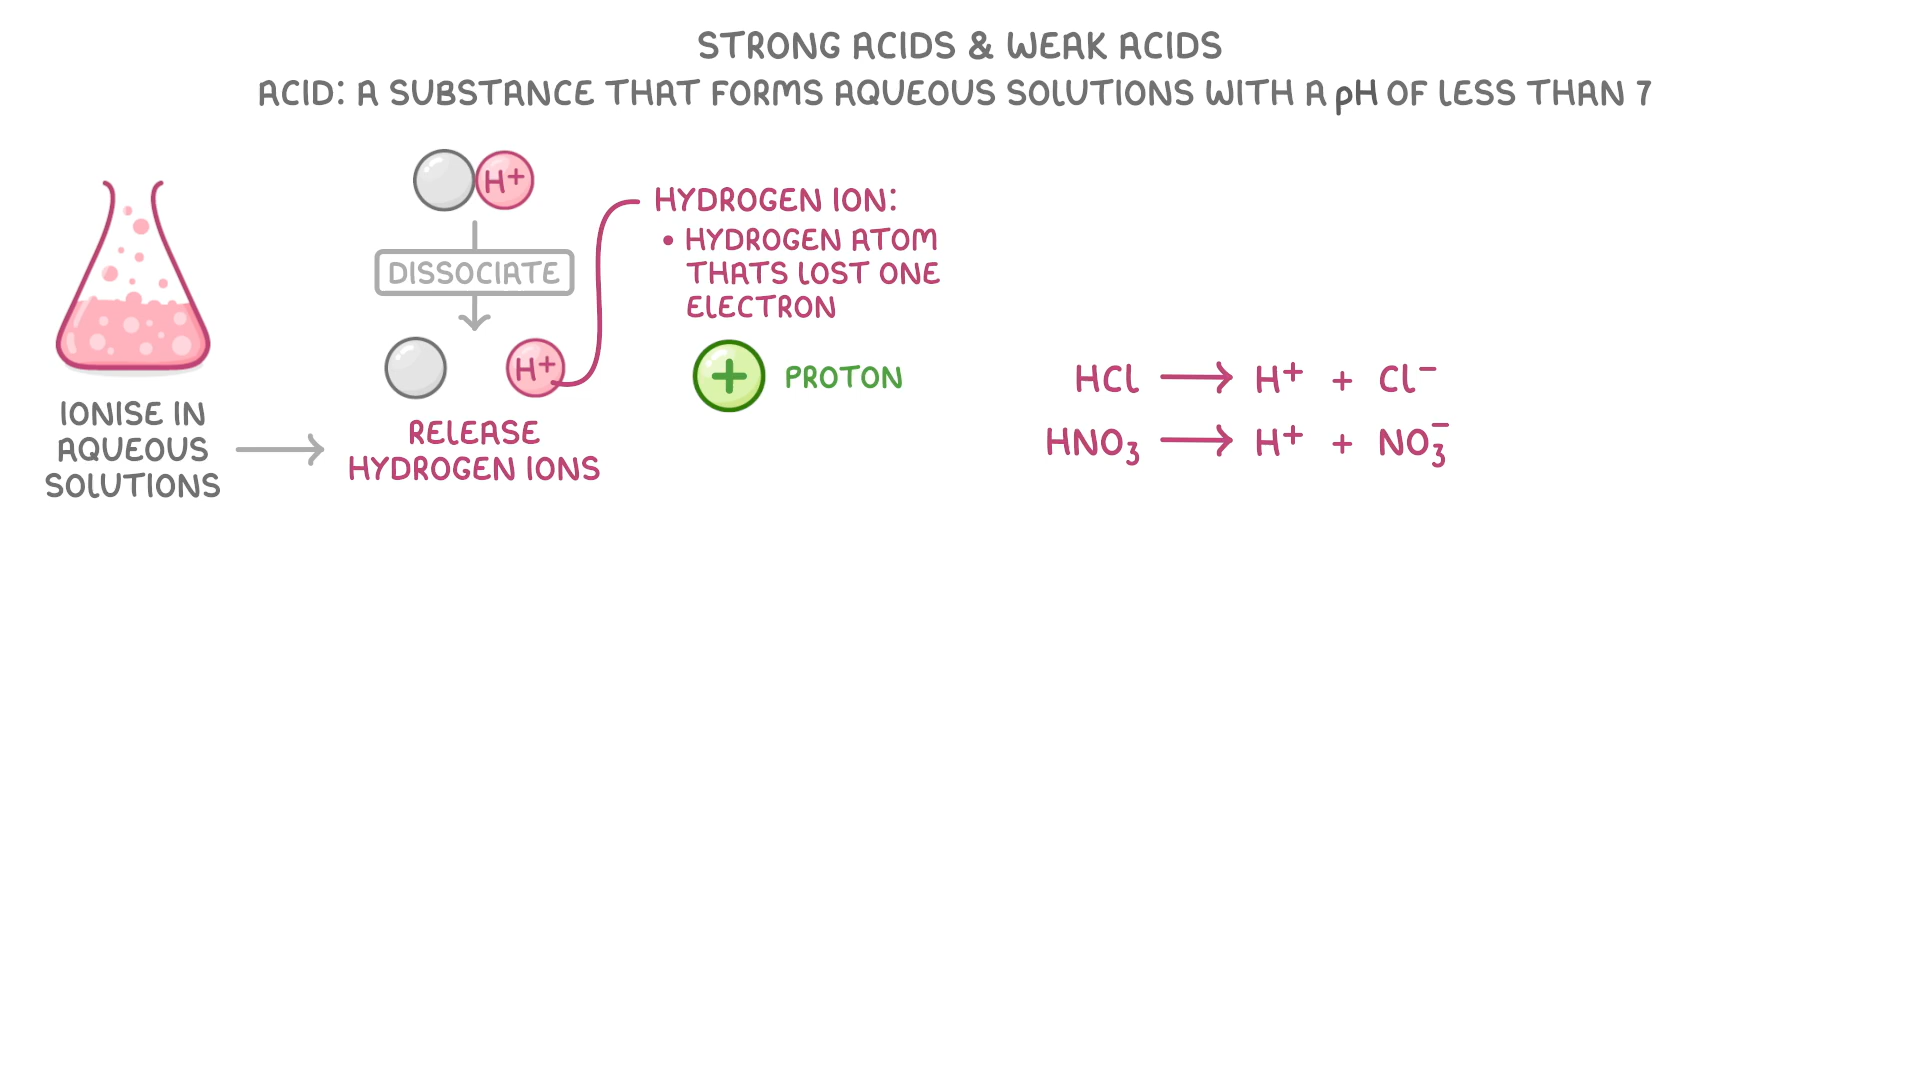 STRONG ACIDS & WEAK ACIDS
ACID: A SUBSTANCE THAT FORMS AQUEOUS SOLUTIONS WITH A pH OF LESS THAN 7
H⁺
DISSOCIATE
H⁺
RELEASE
HYDROGEN IONS
IONISE IN
AQUEOUS
SOLUTIONS
HYDROGEN ION:
• HYDROGEN ATOM
THATS LOST ONE
ELECTRON
+ PROTON
HCl → H⁺ + Cl⁻
HNO₃ → H⁺ + NO₃⁻